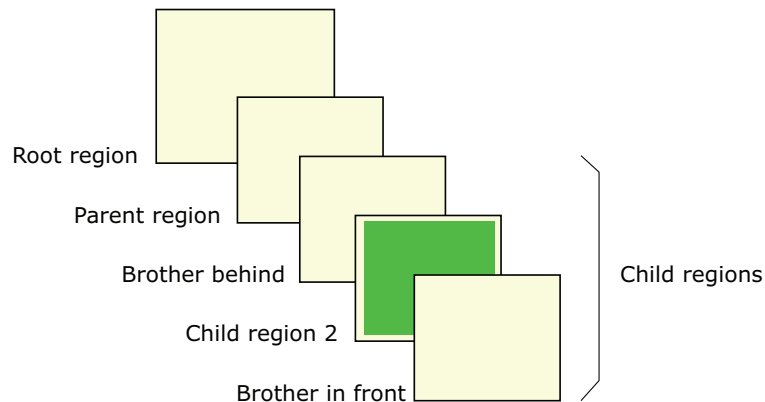 Root region
Parent region
Brother behind
Child regions
Child region 2
Brother in front